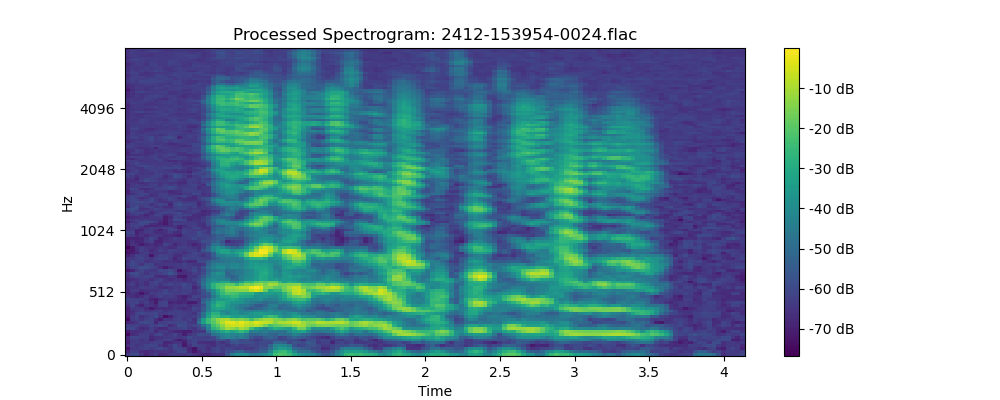 Processed Spectrogram: 2412-153954-0024.flac
Hz
4096
2048
1024
512
0
0 0.5 1 1.5 2 2.5 3 3.5 4
Time
-10 dB
-20 dB
-30 dB
-40 dB
-50 dB
-60 dB
-70 dB